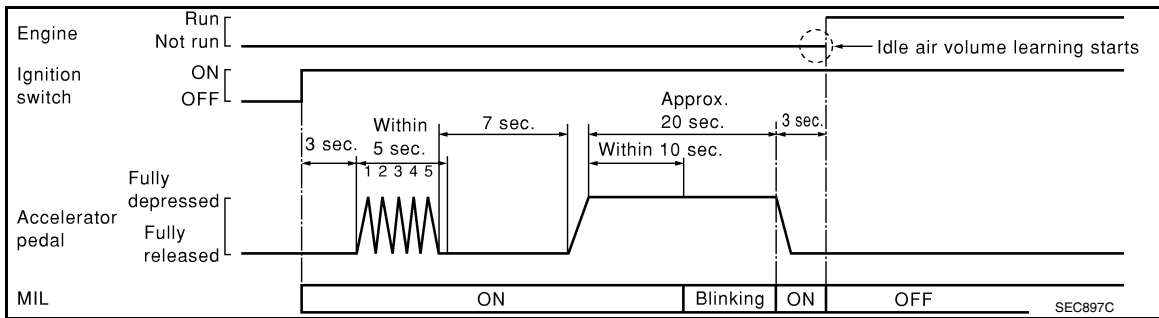 Engine
Run
Not run
Idle air volume learning starts
Ignition
switch
ON
OFF
3 sec.
Within
5 sec.
1 2 3 4 5
7 sec.
Approx.
20 sec.
Within 10 sec.
3 sec.
Accelerator
pedal
Fully
depressed
Fully
released
MIL
ON
Blinking
ON
OFF
SEC897C